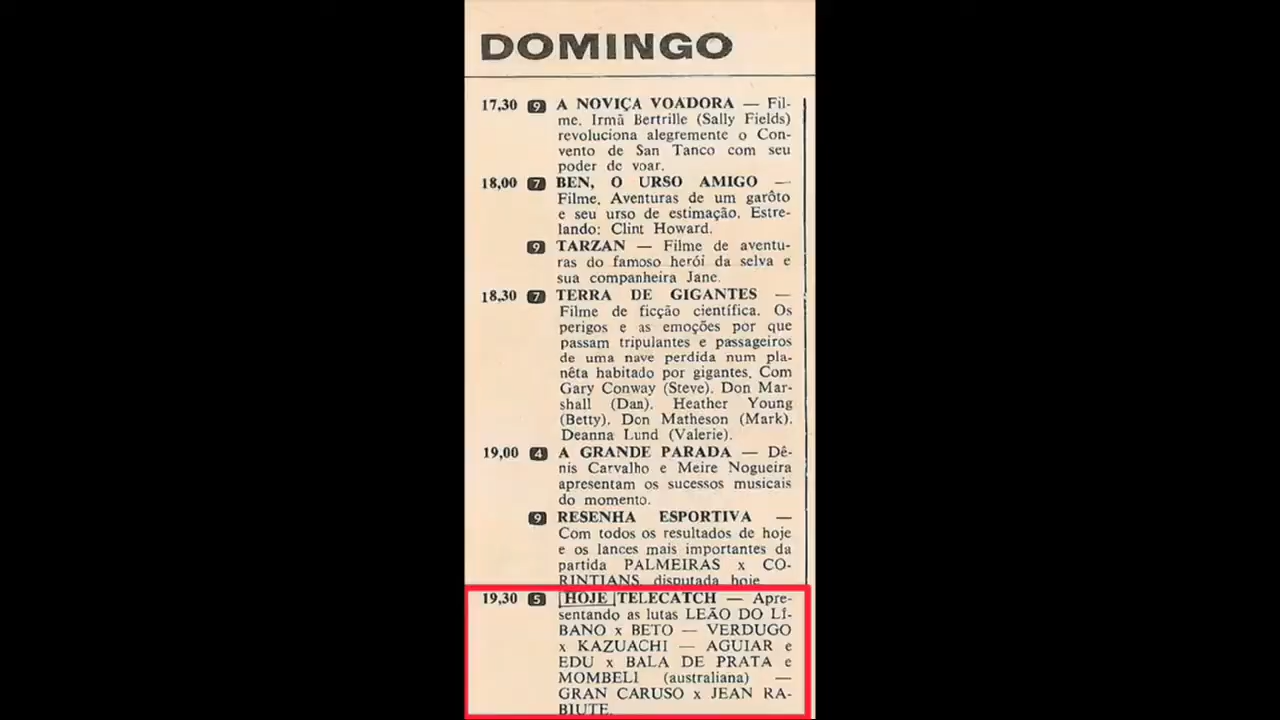 DOMINGO
17,30 9 A NOVIÇA VOADORA — Fil-
me. Irmã Bertrille (Sally Fields)
revoluciona alegremente o Con-
vento de San Tanco com seu
poder de voar.
18,00 7 BEN, O URSO AMIGO —
Filme. Aventuras de um garôto
e seu urso de estimação. Estre-
lando: Clint Howard.
9 TARZAN — Filme de aventu-
ras do famoso herói da selva e
sua companheira Jane.
18,30 7 TERRA DE GIGANTES —
Filme de ficção científica. Os
perigos e as emoções por que
passam tripulantes e passageiros
de uma nave perdida num pla-
nêta habitado por gigantes. Com
Gary Conway (Steve). Don Mar-
shall (Dan). Heather Young
(Betty). Don Matheson (Mark).
Deanna Lund (Valerie).
19,00 4 A GRANDE PARADA — Dê-
nis Carvalho e Meire Nogueira
apresentam os sucessos musicais
do momento.
9 RESENHA ESPORTIVA —
Com todos os resultados de hoje
e os lances mais importantes da
partida PALMEIRAS x CO-
RINTIANS, disputada hoje
19,30 5 HOJE TELECATCH — Apre-
sentando as lutas LEÃO DO LÍ-
BANO x BETO — VERDUGO
x KAZUACHI — AGUIAR e
EDU x BALA DE PRATA e
MOMBELI (australiana) —
GRAN CARUSO x JEAN RA-
BIUTE.